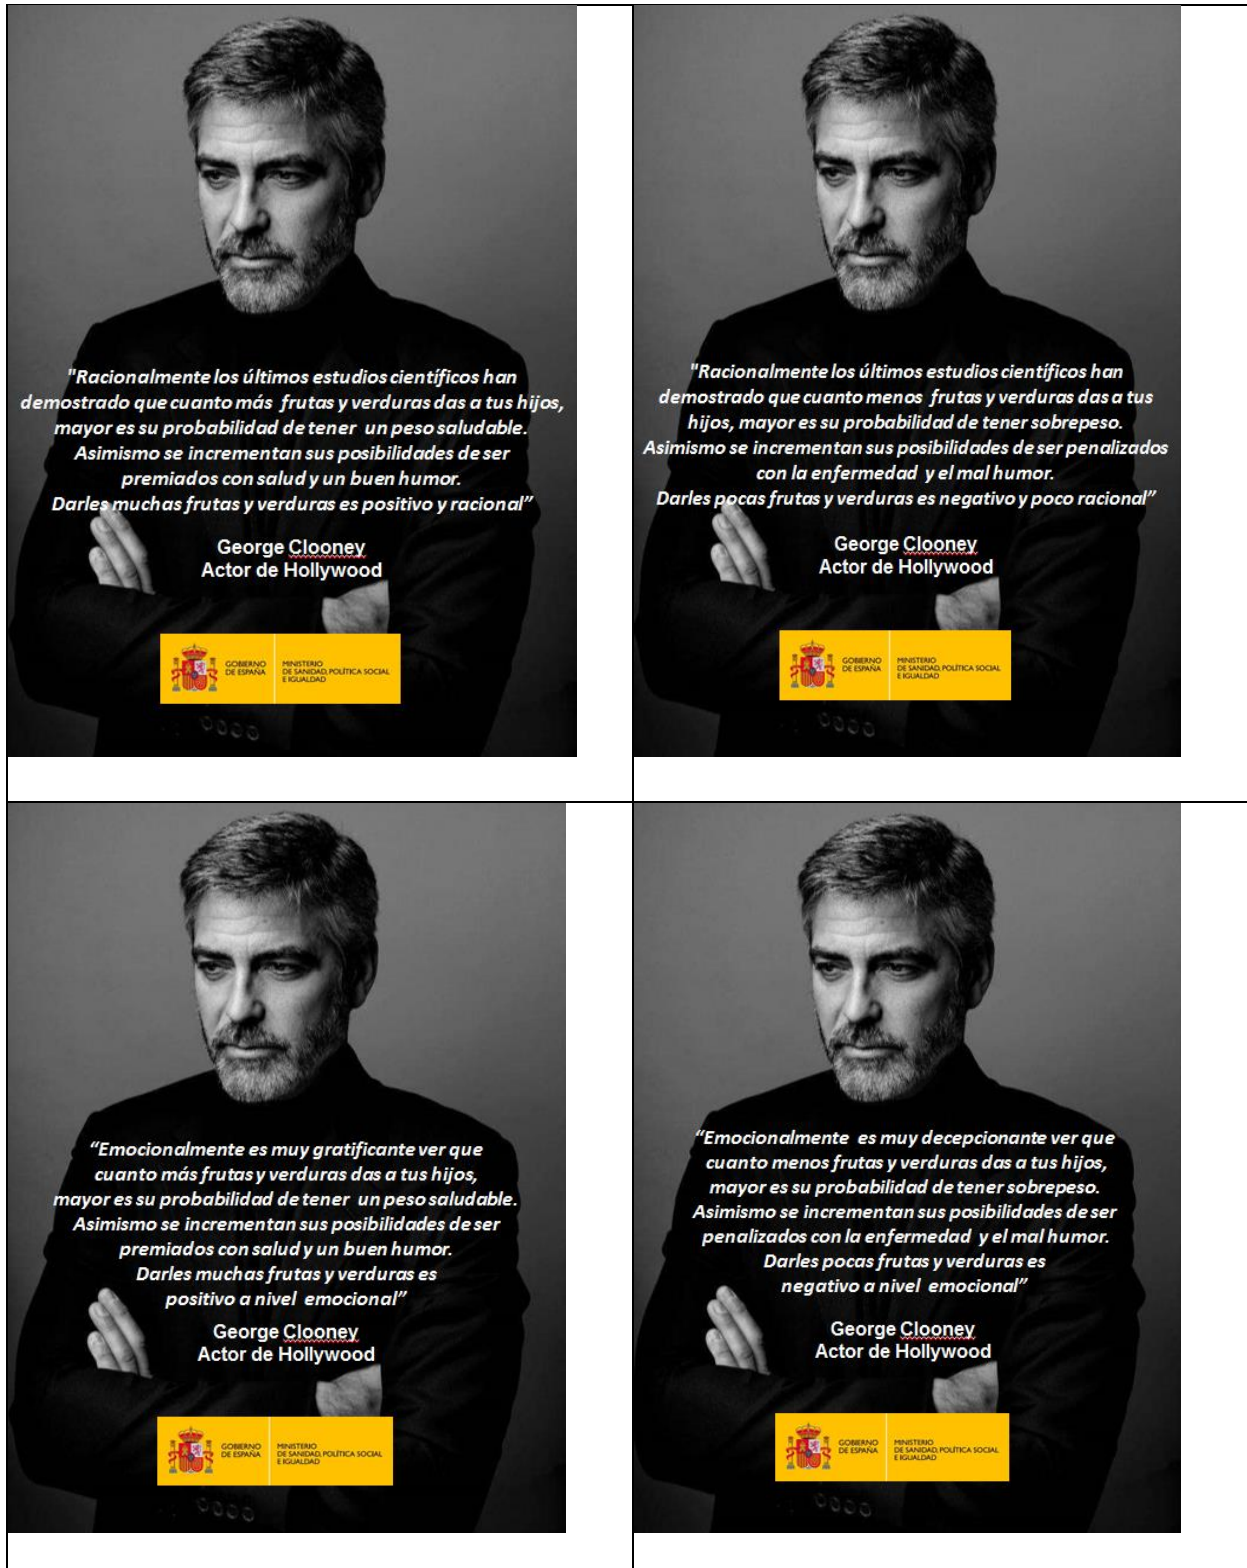 "Racionalmente los últimos estudios científicos han
demostrado que cuanto más frutas y verduras das a tus hijos,
mayor es su probabilidad de tener un peso saludable.
Asimismo se incrementan sus posibilidades de ser
premiados con salud y un buen humor.
Darles muchas frutas y verduras es positivo y racional”
George Clooney
Actor de Hollywood
GOBIERNO
DE ESPAÑA
MINISTERIO
DE SANIDAD, POLÍTICA SOCIAL
E IGUALDAD
"Racionalmente los últimos estudios científicos han
demostrado que cuanto menos frutas y verduras das a tus
hijos, mayor es su probabilidad de tener sobrepeso.
Asimismo se incrementan sus posibilidades de ser penalizados
con la enfermedad y el mal humor.
Darles pocas frutas y verduras es negativo y poco racional”
George Clooney
Actor de Hollywood
GOBIERNO
DE ESPAÑA
MINISTERIO
DE SANIDAD, POLÍTICA SOCIAL
E IGUALDAD
“Emocionalmente es muy gratificante ver que
cuanto más frutas y verduras das a tus hijos,
mayor es su probabilidad de tener un peso saludable.
Asimismo se incrementan sus posibilidades de ser
premiados con salud y un buen humor.
Darles muchas frutas y verduras es
positivo a nivel emocional”
George Clooney
Actor de Hollywood
GOBIERNO
DE ESPAÑA
MINISTERIO
DE SANIDAD, POLÍTICA SOCIAL
E IGUALDAD
“Emocionalmente es muy decepcionante ver que
cuanto menos frutas y verduras das a tus hijos,
mayor es su probabilidad de tener sobrepeso.
Asimismo se incrementan sus posibilidades de ser
penalizados con la enfermedad y el mal humor.
Darles pocas frutas y verduras es
negativo a nivel emocional”
George Clooney
Actor de Hollywood
GOBIERNO
DE ESPAÑA
MINISTERIO
DE SANIDAD, POLÍTICA SOCIAL
E IGUALDAD